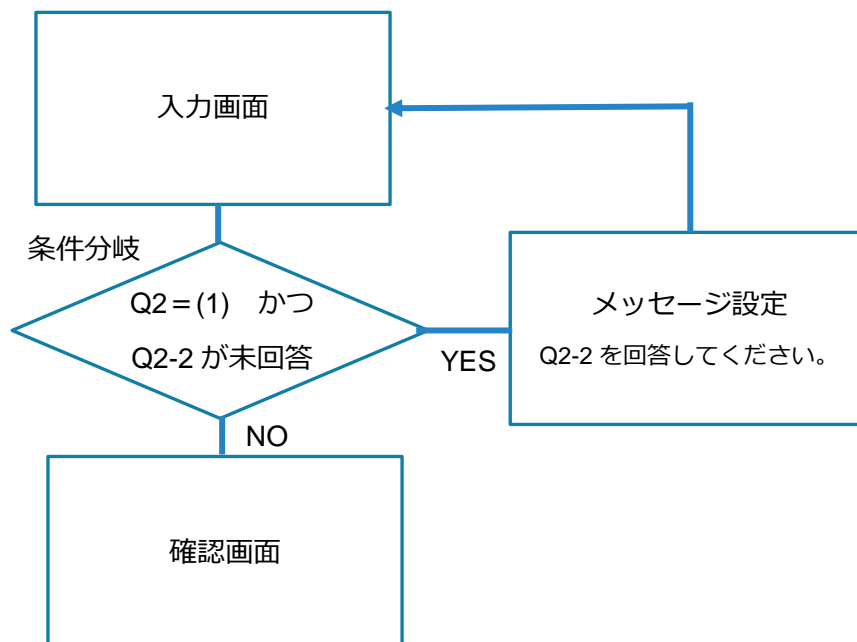 入力画面
条件分岐
Q2＝(1)　かつ
Q2-2 が未回答
YES
メッセージ設定
Q2-2 を回答してください。
NO
確認画面